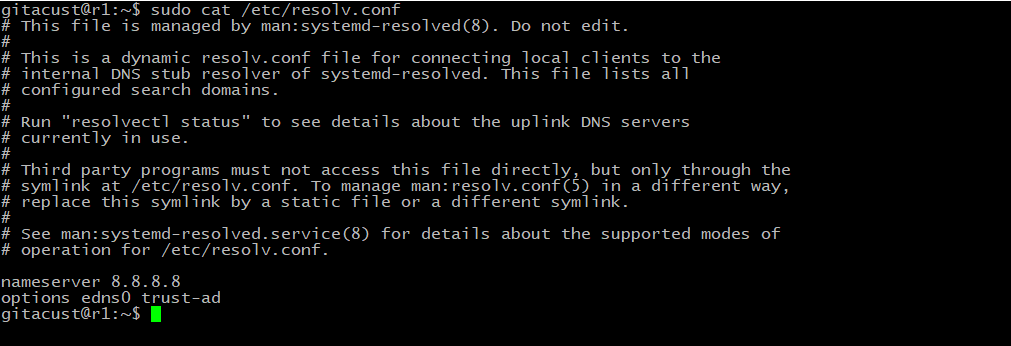 gitacust@r1:~$ sudo cat /etc/resolv.conf
# This file is managed by man:systemd-resolved(8). Do not edit.
#
# This is a dynamic resolv.conf file for connecting local clients to the
# internal DNS stub resolver of systemd-resolved. This file lists all
# configured search domains.
#
# Run "resolvectl status" to see details about the uplink DNS servers
# currently in use.
#
# Third party programs must not access this file directly, but only through the
# symlink at /etc/resolv.conf. To manage man:resolv.conf(5) in a different way,
# replace this symlink by a static file or a different symlink.
#
# See man:systemd-resolved.service(8) for details about the supported modes of
# operation for /etc/resolv.conf.
nameserver 8.8.8.8
options edns0 trust-ad
gitacust@r1:~$